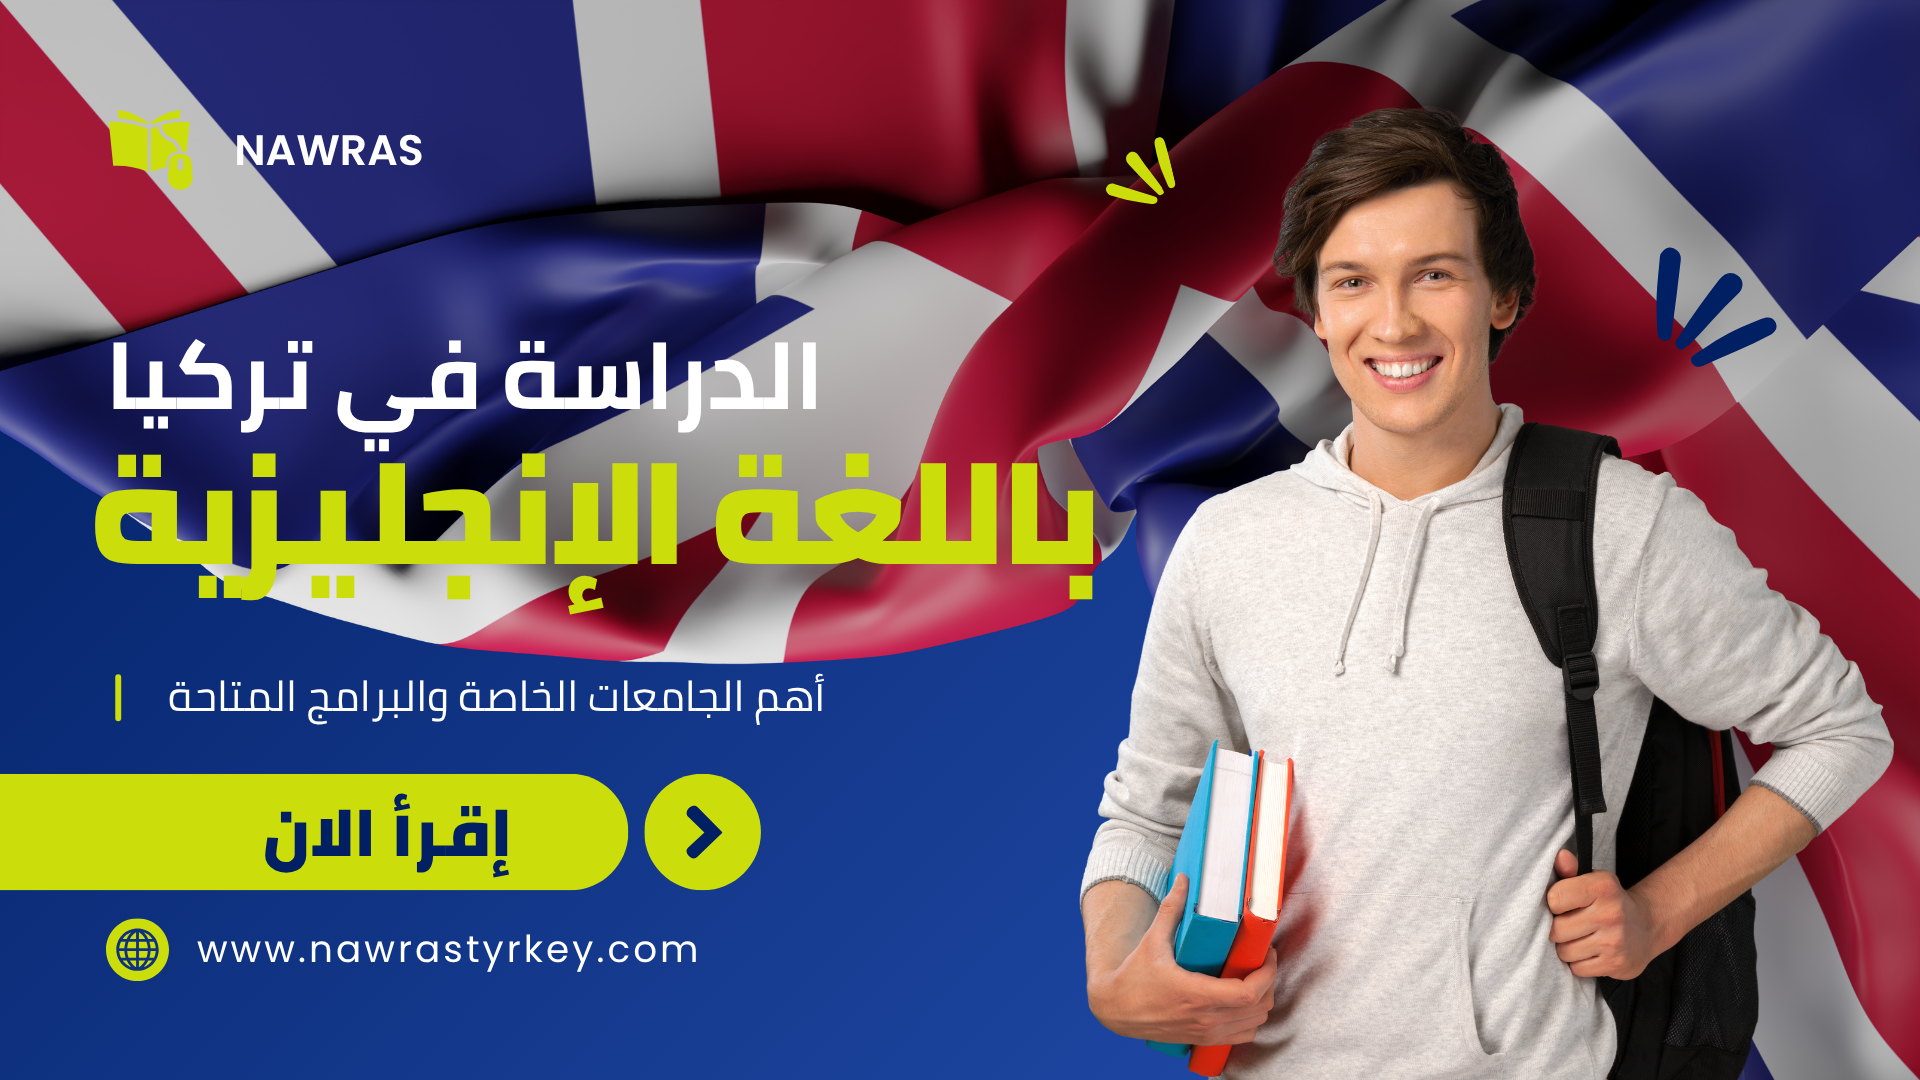 NAWRAS
الدراسة في تركيا
باللغة الإنجليزية
أهم الجامعات الخاصة والبرامج المتاحة
إقرأ الان
www.nawrastyrkey.com